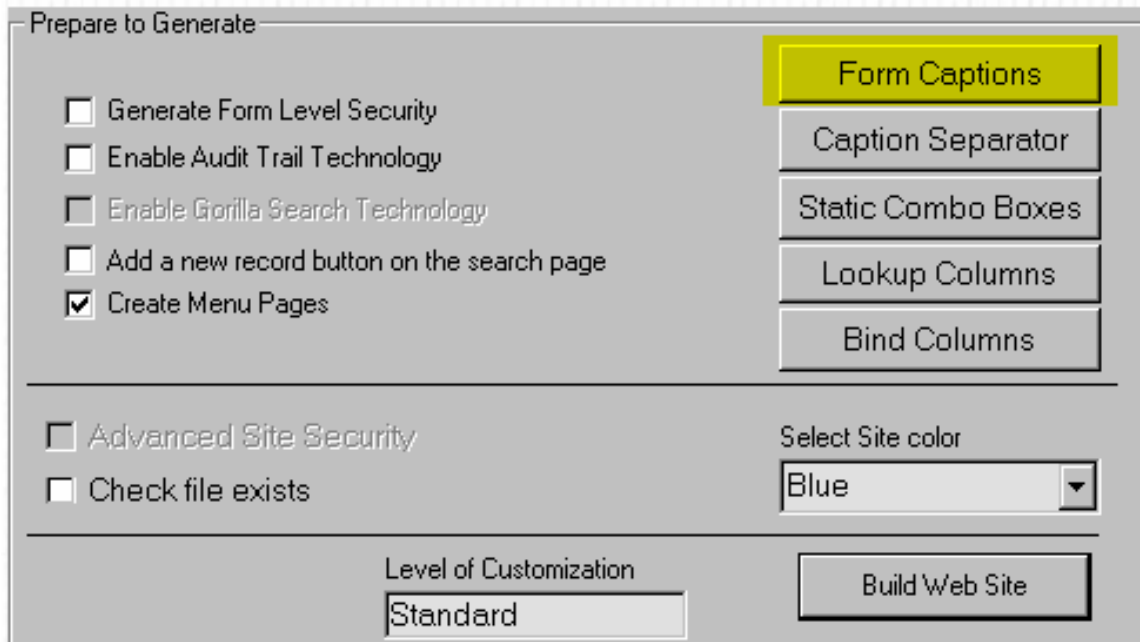 Prepare to Generate
Form Captions
Generate Form Level Security
Caption Separator
Enable Audit Trail Technology
Static Combo Boxes
Enable Gorilla Search Technology
Add a new record button on the search page
Lookup Columns
Create Menu Pages
Bind Columns
Advanced Site Security
Select Site color
Check file exists
Blue
Level of Customization
Standard
Build Web Site